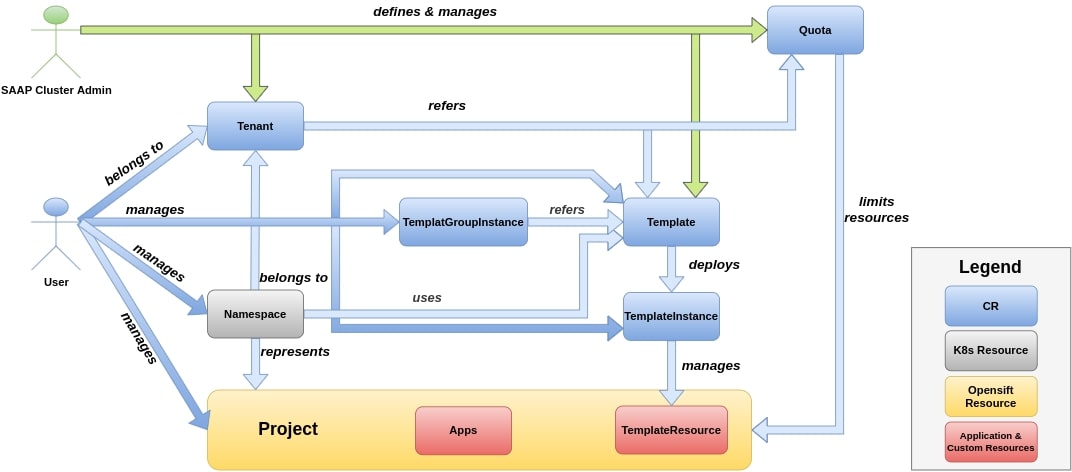 defines & manages
Quota
SAAP Cluster Admin
Tenant
refers
belongs to
manages
TemplatGroupInstance
refers
Template
limits
resources
User
manages
belongs to
deploys
Legend
uses
Namespace
TemplateInstance
CR
manages
represents
manages
K8s Resource
Project
Apps
TemplateResource
Opensift
Resource
Application &
Custom Resources